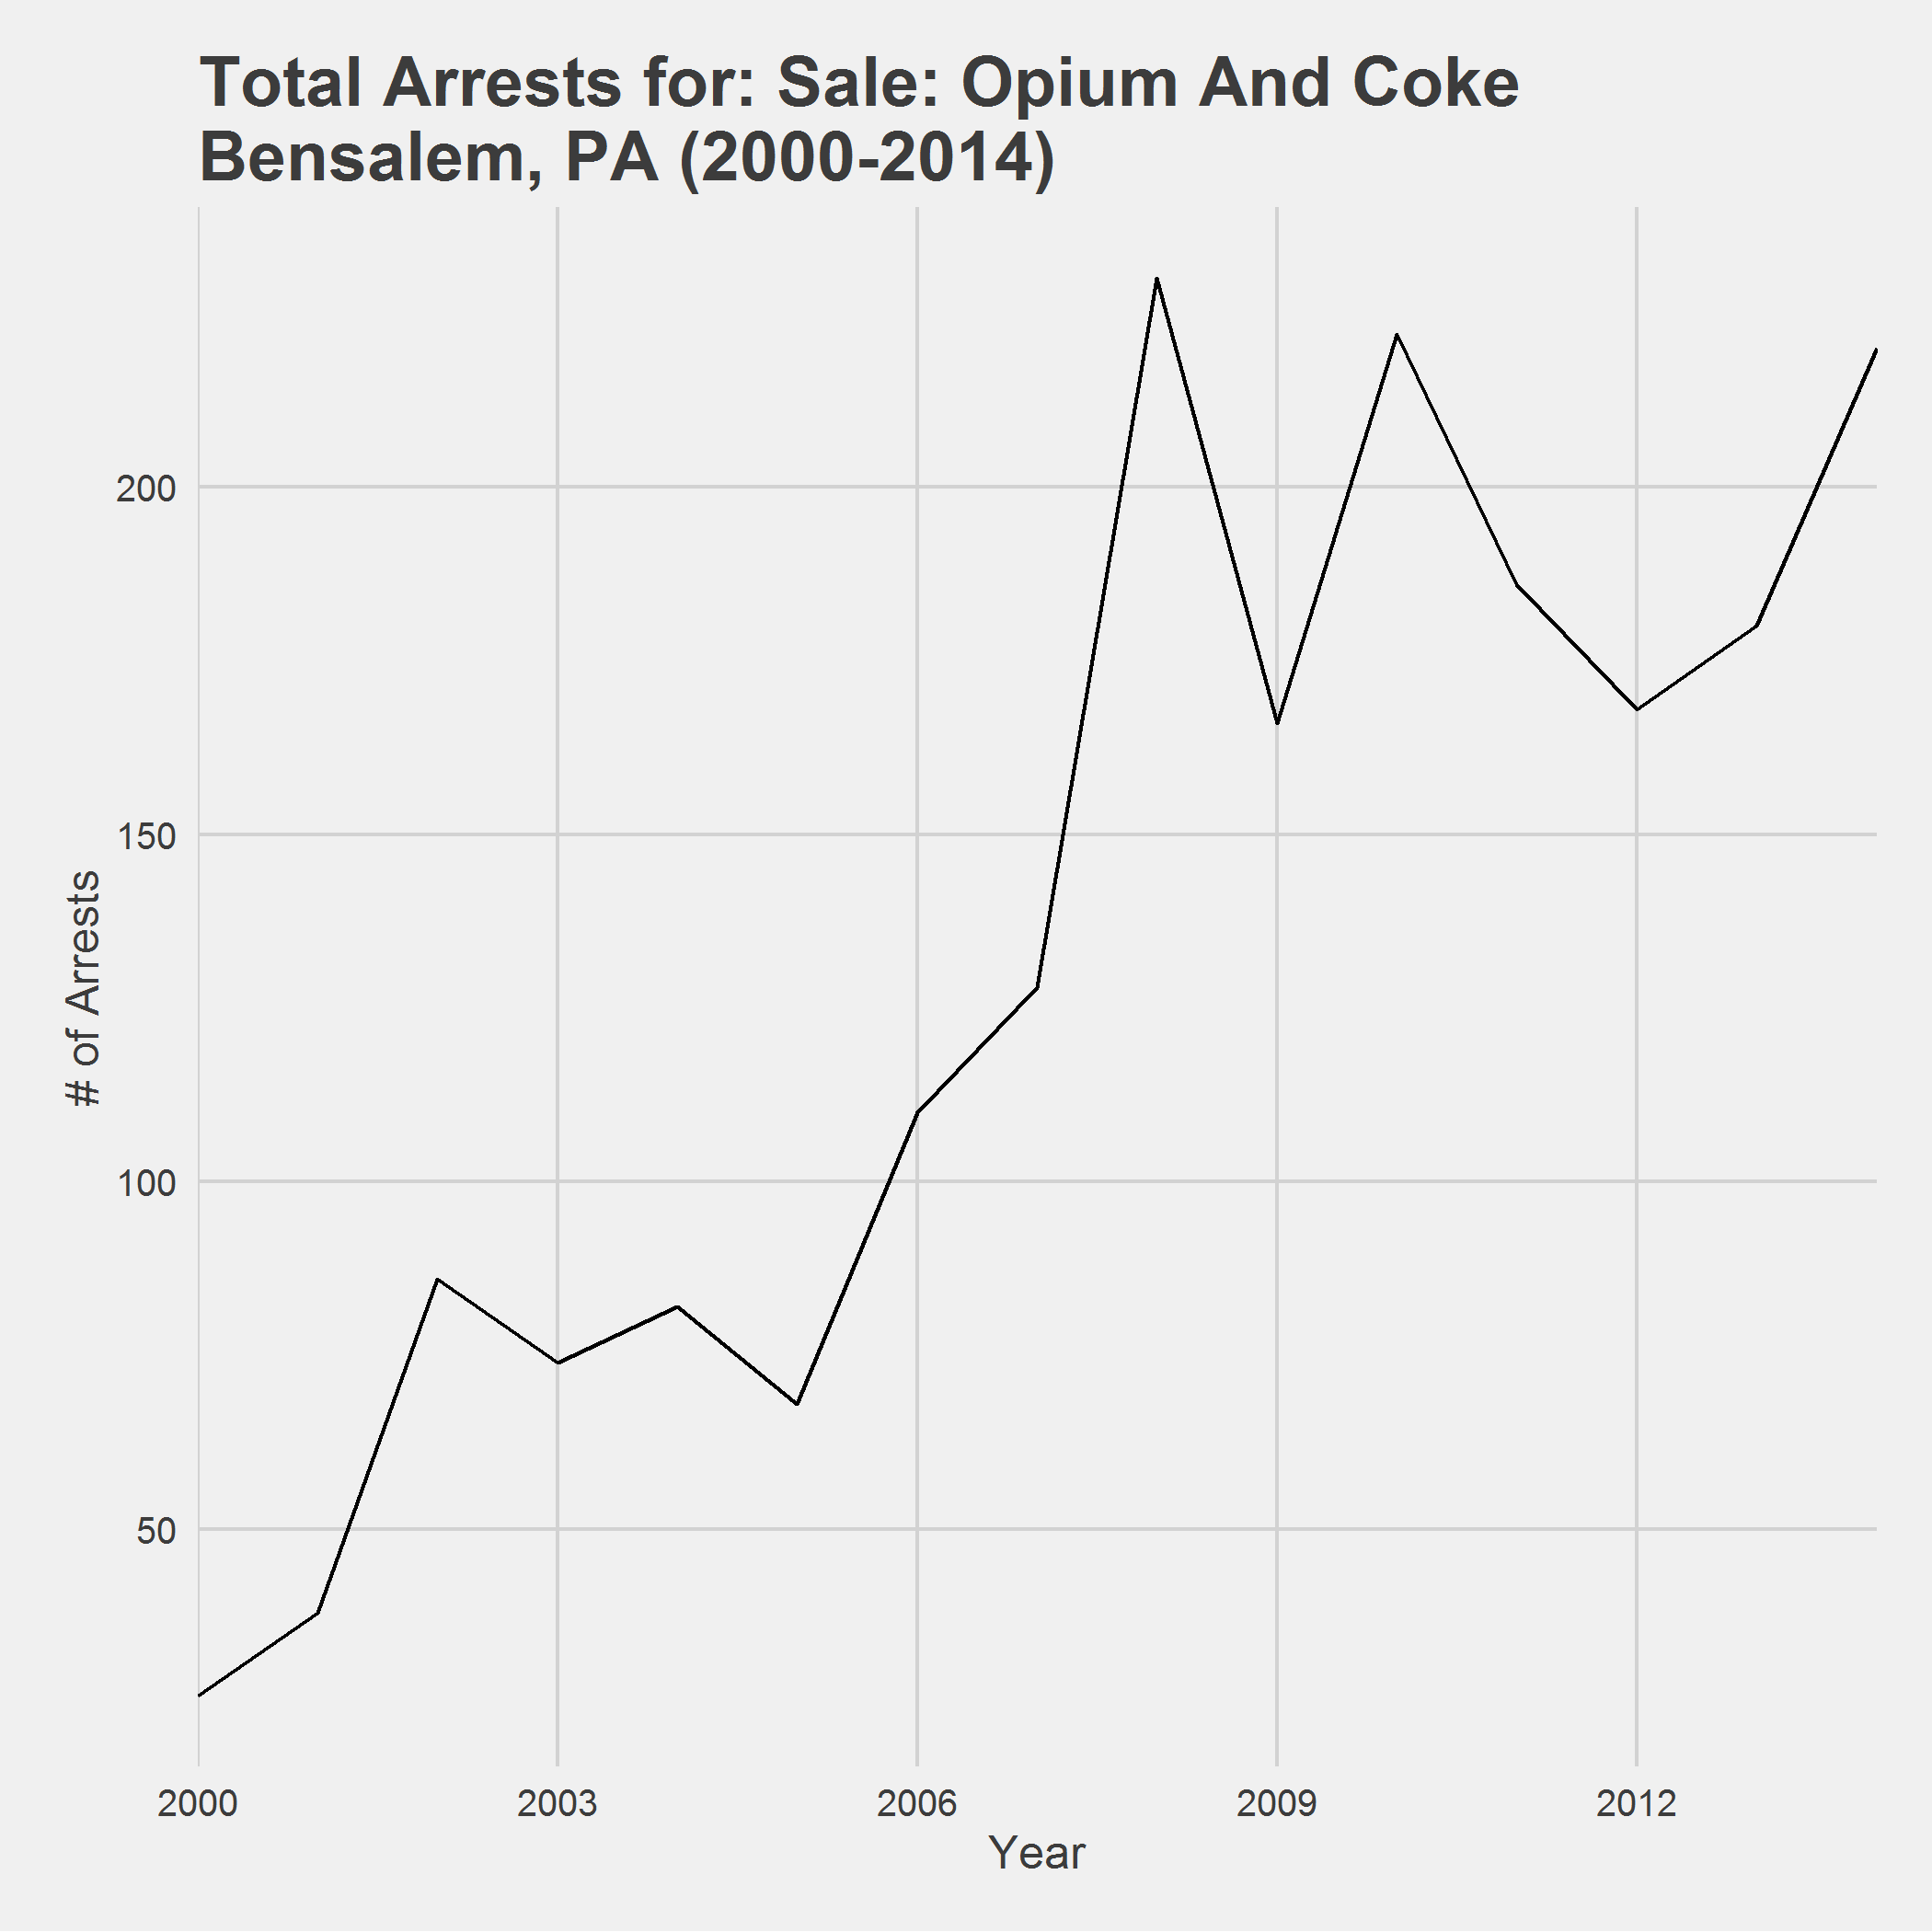 Total Arrests for: Sale: Opium And Coke
Bensalem, PA (2000-2014)
# of Arrests
200
150
100
50
2000
2003
2006
2009
2012
Year